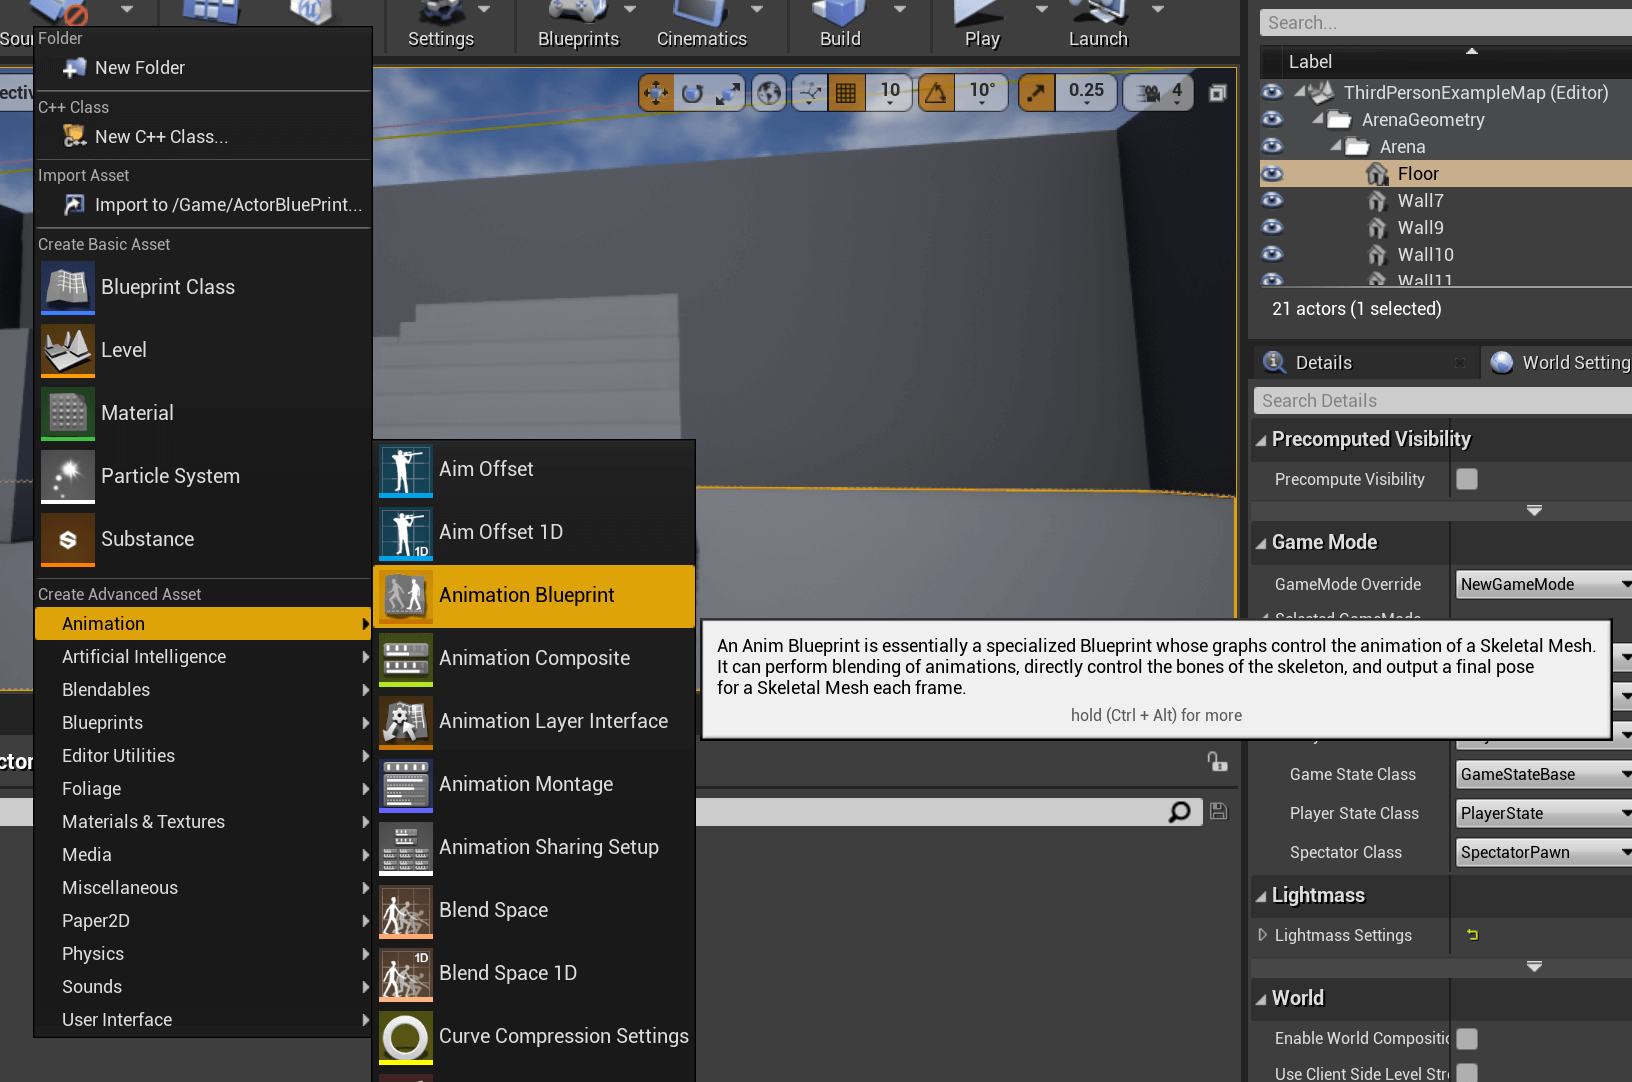 Sour
Settings
Blueprints
Cinematics
Build
Play
Launch
Folder
New Folder
C++ Class
New C++ Class...
Import Asset
Import to /Game/ActorBluePrint...
Create Basic Asset
Blueprint Class
Level
Material
Particle System
Substance
Create Advanced Asset
Animation
Artificial Intelligence
Blendables
Blueprints
Editor Utilities
Foliage
Materials & Textures
Media
Miscellaneous
Paper2D
Physics
Sounds
User Interface
ectiv
10
10°
0.25
4
Aim Offset
Aim Offset 1D
1D
Animation Blueprint
Animation Composite
Animation Layer Interface
Animation Montage
Animation Sharing Setup
Blend Space
Blend Space 1D
1D
Curve Compression Settings
An Anim Blueprint is essentially a specialized Blueprint whose graphs control the animation of a Skeletal Mesh.
It can perform blending of animations, directly control the bones of the skeleton, and output a final pose
for a Skeletal Mesh each frame.
hold (Ctrl + Alt) for more
ctor
Search...
Label
ThirdPersonExampleMap (Editor)
ArenaGeometry
Arena
Floor
Wall7
Wall9
Wall10
Wall11
21 actors (1 selected)
Details
World Setting
Search Details
Precomputed Visibility
Precompute Visibility
Game Mode
GameMode Override
NewGameMode
Selected GameMode
Game State Class
GameStateBase
Player State Class
PlayerState
Spectator Class
SpectatorPawn
Lightmass
Lightmass Settings
World
Enable World Compositic
Use Client Side Level Stre